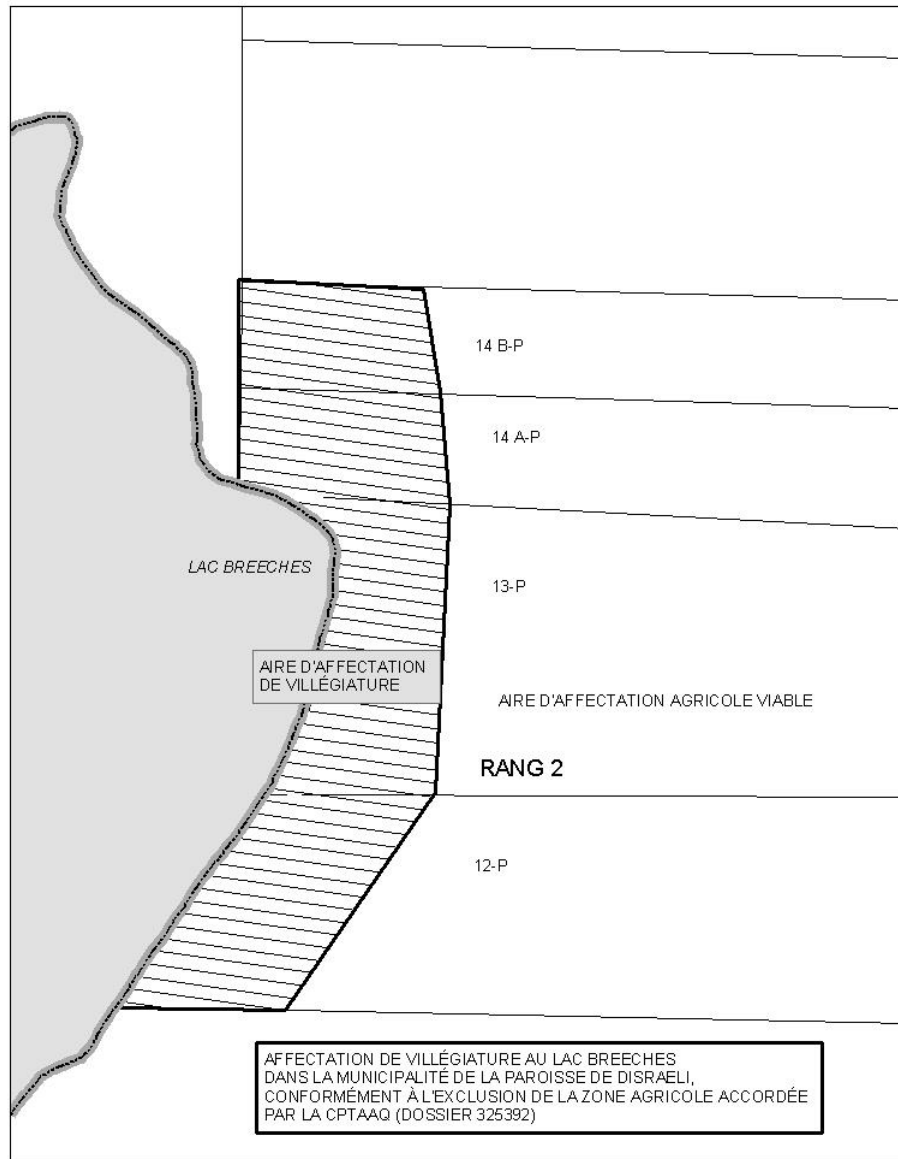 14 B-P
14 A-P
LAC BREECHES
13-P
AIRE D'AFFECTATION
DE VILLÉGIATURE
AIRE D'AFFECTATION AGRICOLE VIABLE
RANG 2
12-P
AFFECTATION DE VILLÉGIATURE AU LAC BREECHES
DANS LA MUNICIPALITÉ DE LA PAROISSE DE DISRAELI,
CONFORMÉMENT À L'EXCLUSION DE LA ZONE AGRICOLE ACCORDÉE
PAR LA CPTAAQ (DOSSIER 325392)